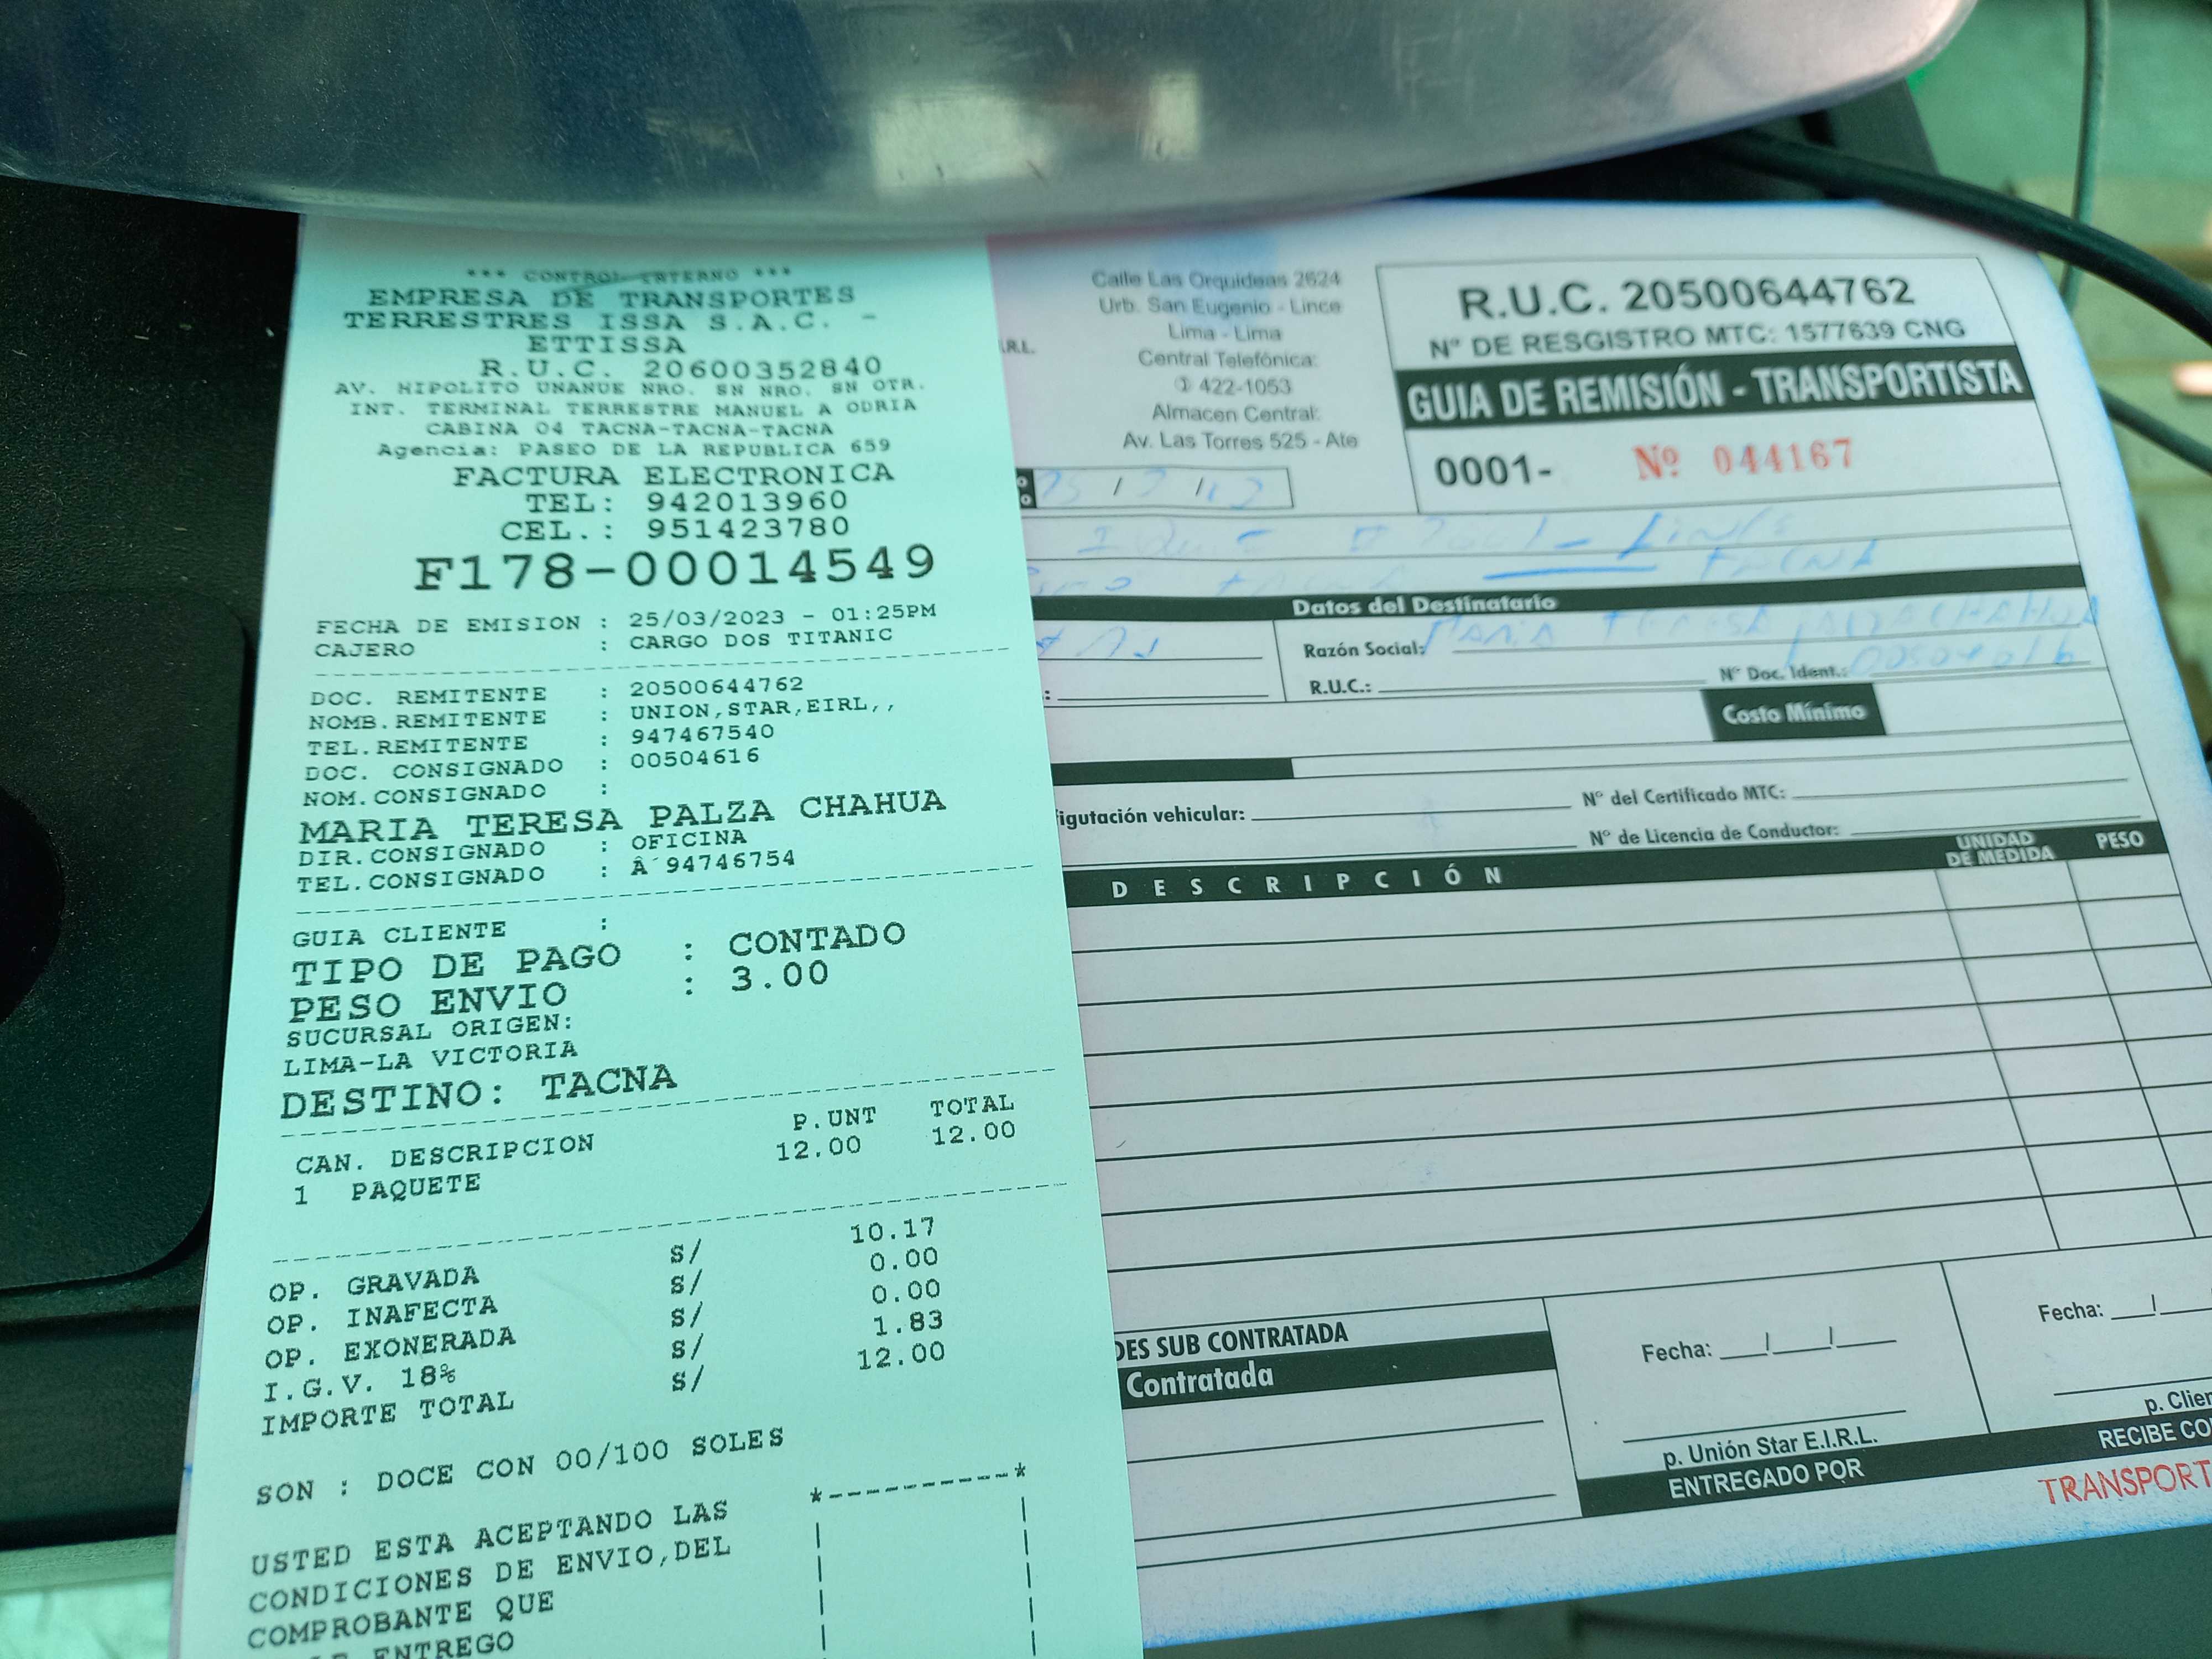 *** CONTROL INTERNO ***
EMPRESA DE TRANSPORTES
TERRESTRES ISSA S.A.C. -
ETTISSA
R.U.C. 20600352840
AV. HIPOLITO UNANUE NRO. SN NRO. SN OTR.
INT. TERMINAL TERRESTRE MANUEL A ODRIA
CABINA 04 TACNA-TACNA-TACNA
Agencia: PASEO DE LA REPUBLICA 659
FACTURA ELECTRONICA
TEL: 942013960
CEL.: 951423780
F178-00014549
FECHA DE EMISION : 25/03/2023 - 01:25PM
CAJERO : CARGO DOS TITANIC
DOC. REMITENTE : 20500644762
NOMB.REMITENTE : UNION,STAR,EIRL,,
TEL.REMITENTE : 947467540
DOC. CONSIGNADO : 00504616
NOM.CONSIGNADO :
MARIA TERESA PALZA CHAHUA
DIR.CONSIGNADO : OFICINA
TEL.CONSIGNADO : Â´94746754
GUIA CLIENTE :
TIPO DE PAGO : CONTADO
PESO ENVIO : 3.00
SUCURSAL ORIGEN:
LIMA-LA VICTORIA
DESTINO: TACNA
CAN. DESCRIPCION P.UNT TOTAL
1 PAQUETE 12.00 12.00
OP. GRAVADA S/ 10.17
OP. INAFECTA S/ 0.00
OP. EXONERADA S/ 0.00
I.G.V. 18% S/ 1.83
IMPORTE TOTAL S/ 12.00
SON : DOCE CON 00/100 SOLES
USTED ESTA ACEPTANDO LAS
CONDICIONES DE ENVIO,DEL
COMPROBANTE QUE
ENTREGO
.R.L.
Calle Las Orquideas 2624
Urb. San Eugenio - Lince
Lima - Lima
Central Telefónica:
422-1053
Almacen Central:
Av. Las Torres 525 - Ate
R.U.C. 20500644762
N° DE RESGISTRO MTC: 1577639 CNG
GUIA DE REMISIÓN - TRANSPORTISTA
0001- Nº 044167
TACNA
Datos del Destinatario
Razón Social: MARIA TERESA PALZA CHAHUA
R.U.C.: N° Doc. Ident.: 00504616
Costo Mínimo
igutación vehicular: N° del Certificado MTC:
N° de Licencia de Conductor:
DESCRIPCIÓN UNIDAD DE MEDIDA PESO
DES SUB CONTRATADA
Contratada
Fecha: / /
p. Unión Star E.I.R.L.
ENTREGADO POR
Fecha: /
p. Clien
RECIBE CO
TRANSPORT